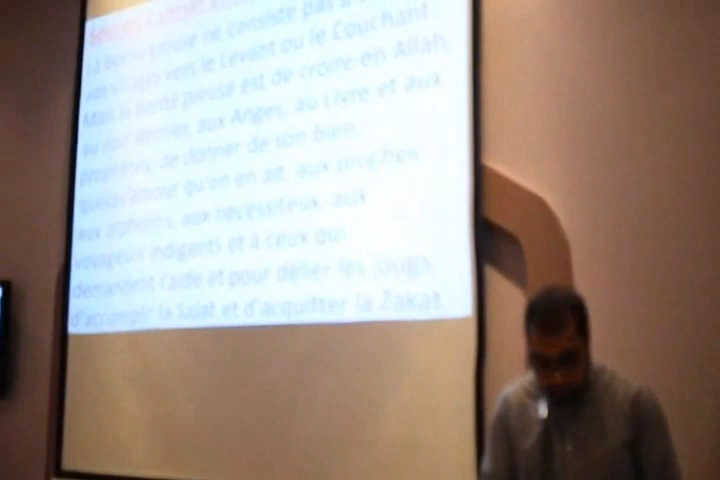 La bonté pieuse ne consiste pas à
vos visages vers le Levant ou le Couchant.
Mais la bonté pieuse est de croire en Allah,
au Jour dernier, aux Anges, au Livre et aux
prophètes, de donner de son bien,
quelqu'amour qu'on en ait, aux proches,
aux orphelins, aux nécessiteux, aux
voyageurs indigents et à ceux qui
demandent l'aide et pour délier les jougs,
d'accomplir la Salat et d'acquitter la Zakat.